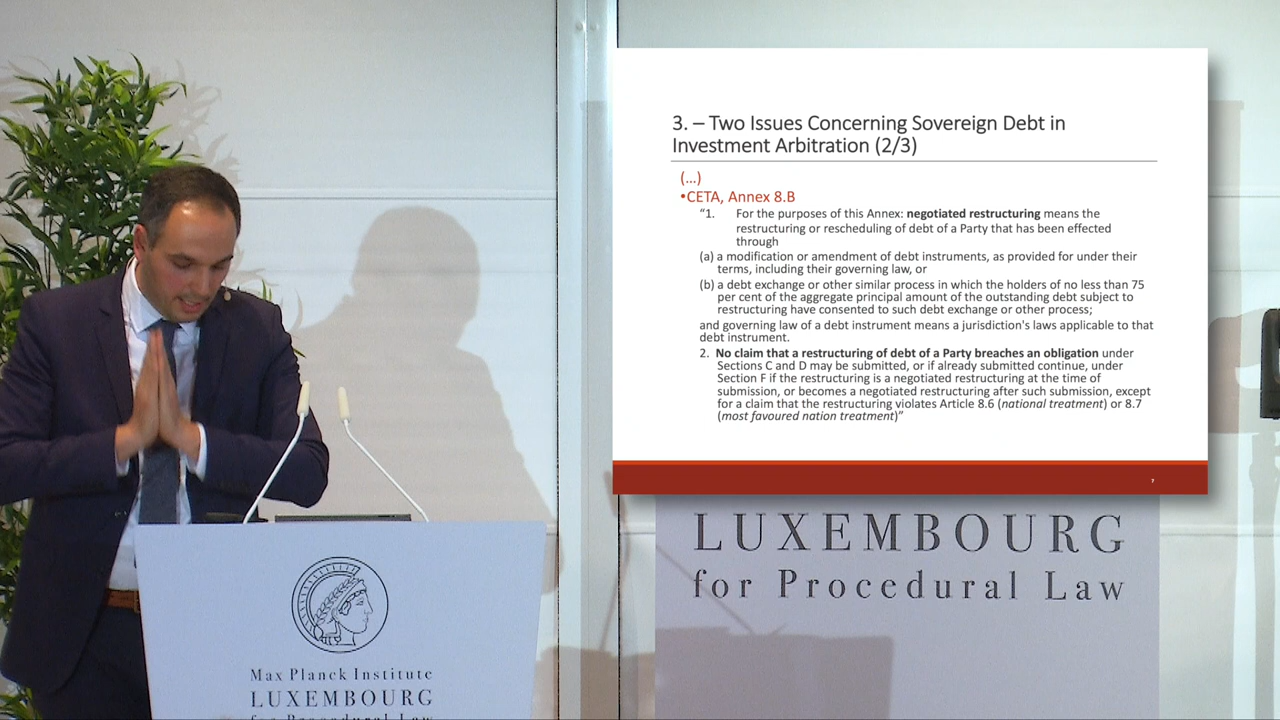 3. – Two Issues Concerning Sovereign Debt in
Investment Arbitration (2/3)
(...)
•CETA, Annex 8.B
“1. For the purposes of this Annex: negotiated restructuring means the
restructuring or rescheduling of debt of a Party that has been effected
through
(a) a modification or amendment of debt instruments, as provided for under their
terms, including their governing law, or
(b) a debt exchange or other similar process in which the holders of no less than 75
per cent of the aggregate principal amount of the outstanding debt subject to
restructuring have consented to such debt exchange or other process;
and governing law of a debt instrument means a jurisdiction's laws applicable to that
debt instrument.
2. No claim that a restructuring of debt of a Party breaches an obligation under
Sections C and D may be submitted, or if already submitted continue, under
Section F if the restructuring is a negotiated restructuring at the time of
submission, or becomes a negotiated restructuring after such submission, except
for a claim that the restructuring violates Article 8.6 (national treatment) or 8.7
(most favoured nation treatment)”
7
LUXEMBOURG
for Procedural Law
Max Planck Institute
LUXEMBOURG
for Procedural Law